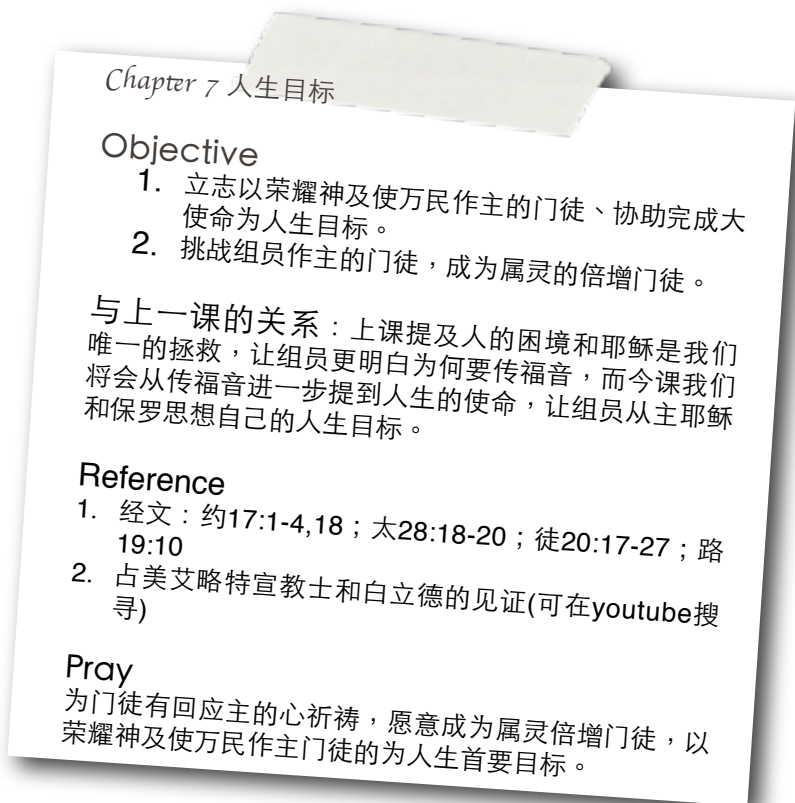 Chapter 7 人生目标
Objective
1. 立志以荣耀神及使万民作主的门徒、协助完成大
使命为人生目标。
2. 挑战组员作主的门徒，成为属灵的倍增门徒。
与上一课的关系：上课提及人的困境和耶稣是我们
唯一的拯救，让组员更明白为何要传福音，而今课我们
将会从传福音进一步提到人生的使命，让组员从主耶稣
和保罗思想自己的人生目标。
Reference
1. 经文：约17:1-4,18；太28:18-20；徒20:17-27；路
19:10
2. 占美艾略特宣教士和白立德的见证(可在youtube搜
寻)
Pray
为门徒有回应主的心祈祷，愿意成为属灵倍增门徒，以
荣耀神及使万民作主门徒的为人生首要目标。